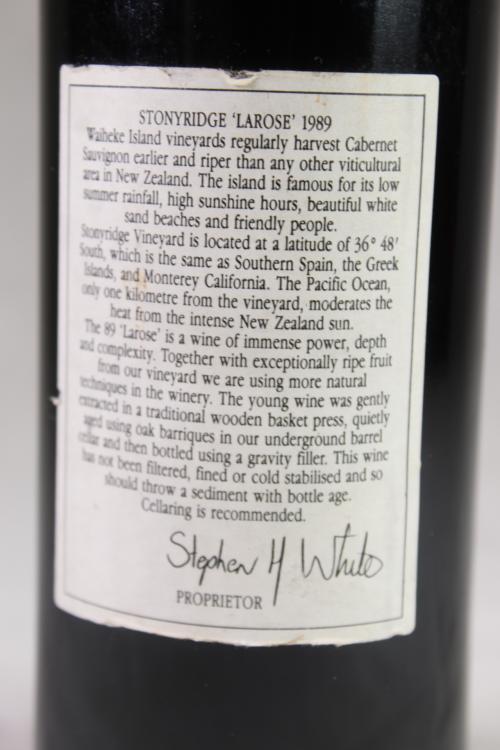 STONYRIDGE 'LAROSE' 1989
Waiheke Island vineyards regularly harvest Cabernet
Sauvignon earlier and riper than any other viticultural
area in New Zealand. The island is famous for its low
summer rainfall, high sunshine hours, beautiful white
sand beaches and friendly people.
Stonyridge Vineyard is located at a latitude of 36° 48'
South, which is the same as Southern Spain, the Greek
Islands, and Monterey California. The Pacific Ocean,
only one kilometre from the vineyard, moderates the
heat from the intense New Zealand sun.
The 89 'Larose' is a wine of immense power, depth
and complexity. Together with exceptionally ripe fruit
from our vineyard we are using more natural
techniques in the winery. The young wine was gently
extracted in a traditional wooden basket press, quietly
aged using oak barriques in our underground barrel
cellar and then bottled using a gravity filler. This wine
has not been filtered, fined or cold stabilised and so
should throw a sediment with bottle age.
Cellaring is recommended.
Stephen H White
PROPRIETOR